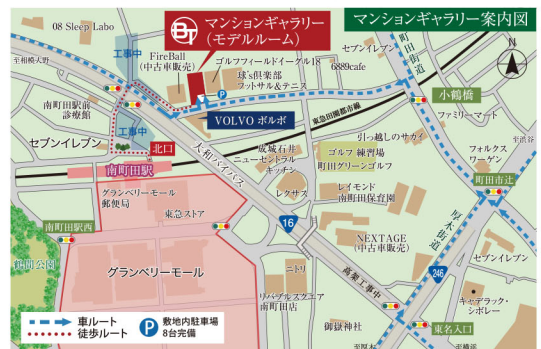 マンションギャラリー案内図
08 Sleep Labo
工事中
至相模大野
BT
マンションギャラリー
(モデルルーム)
FireBall
(中古車販売)
ゴルフフィールドイーグル18
球's倶楽部
フットサル&テニス
6889cafe
セブンイレブン
町田街道
P
VOLVO ボルボ
小鶴橋
ファミリーマート
南町田駅前
診療館
工事中
セブンイレブン
北口
南町田駅
大和バイパス
東急田園都市線
至渋谷
成城石井
ニューセントラル
キッチン
引っ越しのサカイ
ゴルフ 練習場
町田グリーンゴルフ
フォルクス
ワーゲン
町田市辻
グランベリーモール
郵便局
東急ストア
レクサス
レイモンド
南町田保育園
16
NEXTAGE
(中古車販売)
厚木街道
南町田駅西
鶴間公園
グランベリーモール
ニトリ
高架工事中
246
セブンイレブン
リバブルスクエア
南町田店
キャデラック・
シボレー
御嶽神社
東名入口
至厚木
至横浜
車ルート
徒歩ルート
P
敷地内駐車場
8台完備
N